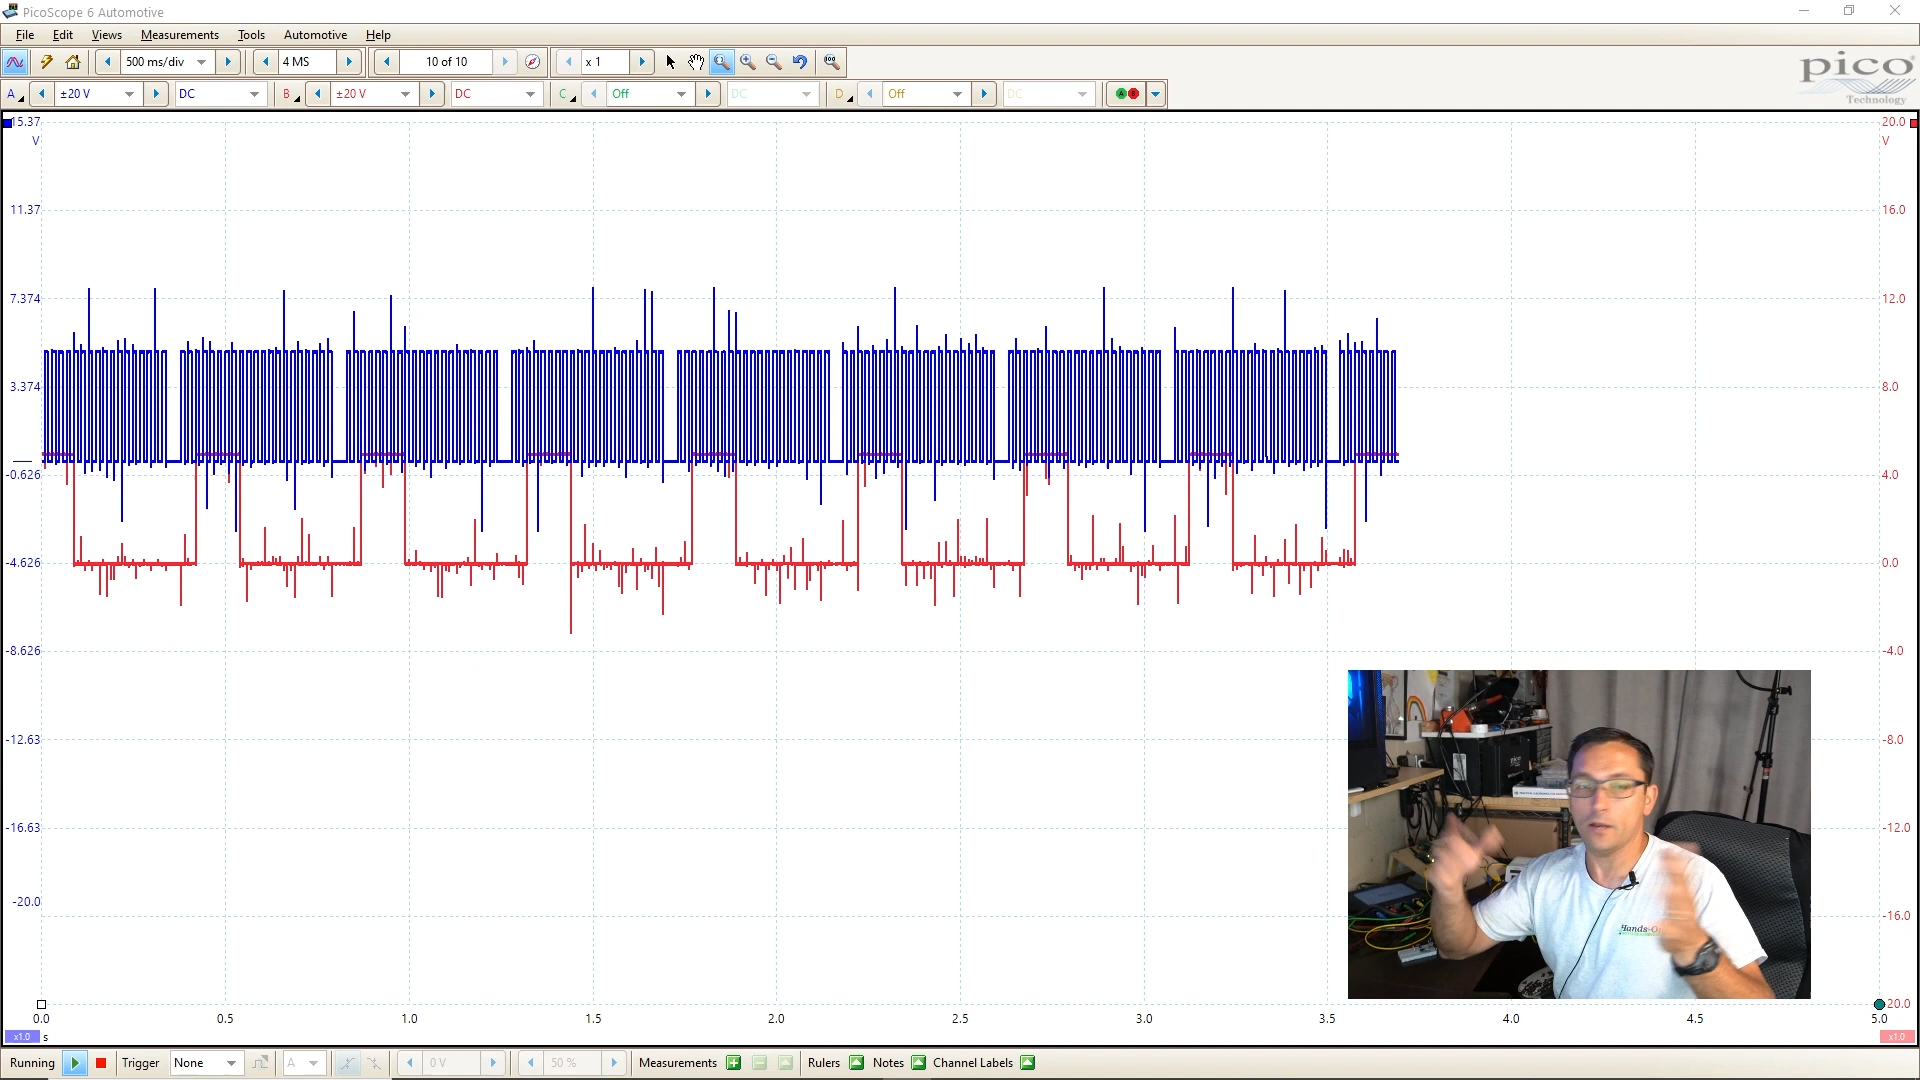 PicoScope 6 Automotive
File Edit Views Measurements Tools Automotive Help
500 ms/div 4 MS 10 of 10 x 1
A ±20 V DC B ±20 V DC C Off DC D Off DC
pico
Technology
15.37 20.0
V V
11.37 16.0
7.374 12.0
3.374 8.0
-0.626 4.0
-4.626 0.0
-8.626 -4.0
-12.63 -8.0
-16.63 -12.0
-20.0 -16.0
-20.0
0.0 0.5 1.0 1.5 2.0 2.5 3.0 3.5 4.0 4.5 5.0
x1.0 s x1.0
Running Trigger None A 0 V 50 % Measurements Rulers Notes Channel Labels